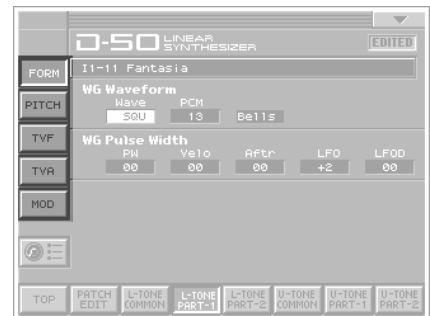 D-50 LINEAR SYNTHESIZER
EDITED
FORM
I1-11 Fantasia
WG Waveform
Wave PCM
SQU 13 Bells
PITCH
TVF
WG Pulse Width
PW Velo Aftr LFO LFOD
00 00 00 +2 00
TVA
MOD
TOP
PATCH EDIT
L-TONE COMMON
L-TONE PART-1
L-TONE PART-2
U-TONE COMMON
U-TONE PART-1
U-TONE PART-2